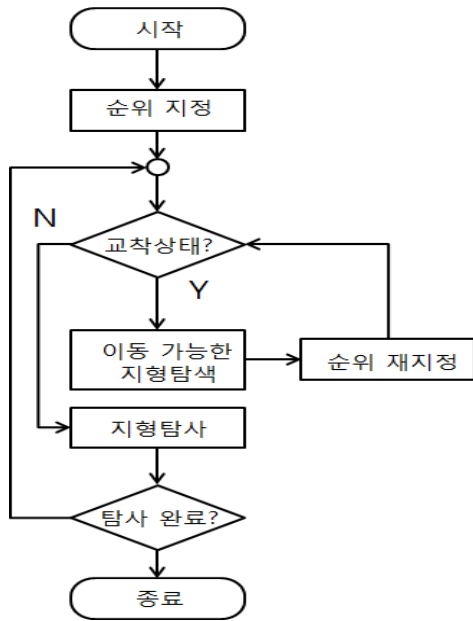 시작
순위 지정
N
교착상태?
Y
이동 가능한
지형탐색
순위 재지정
지형탐사
탐사 완료?
종료